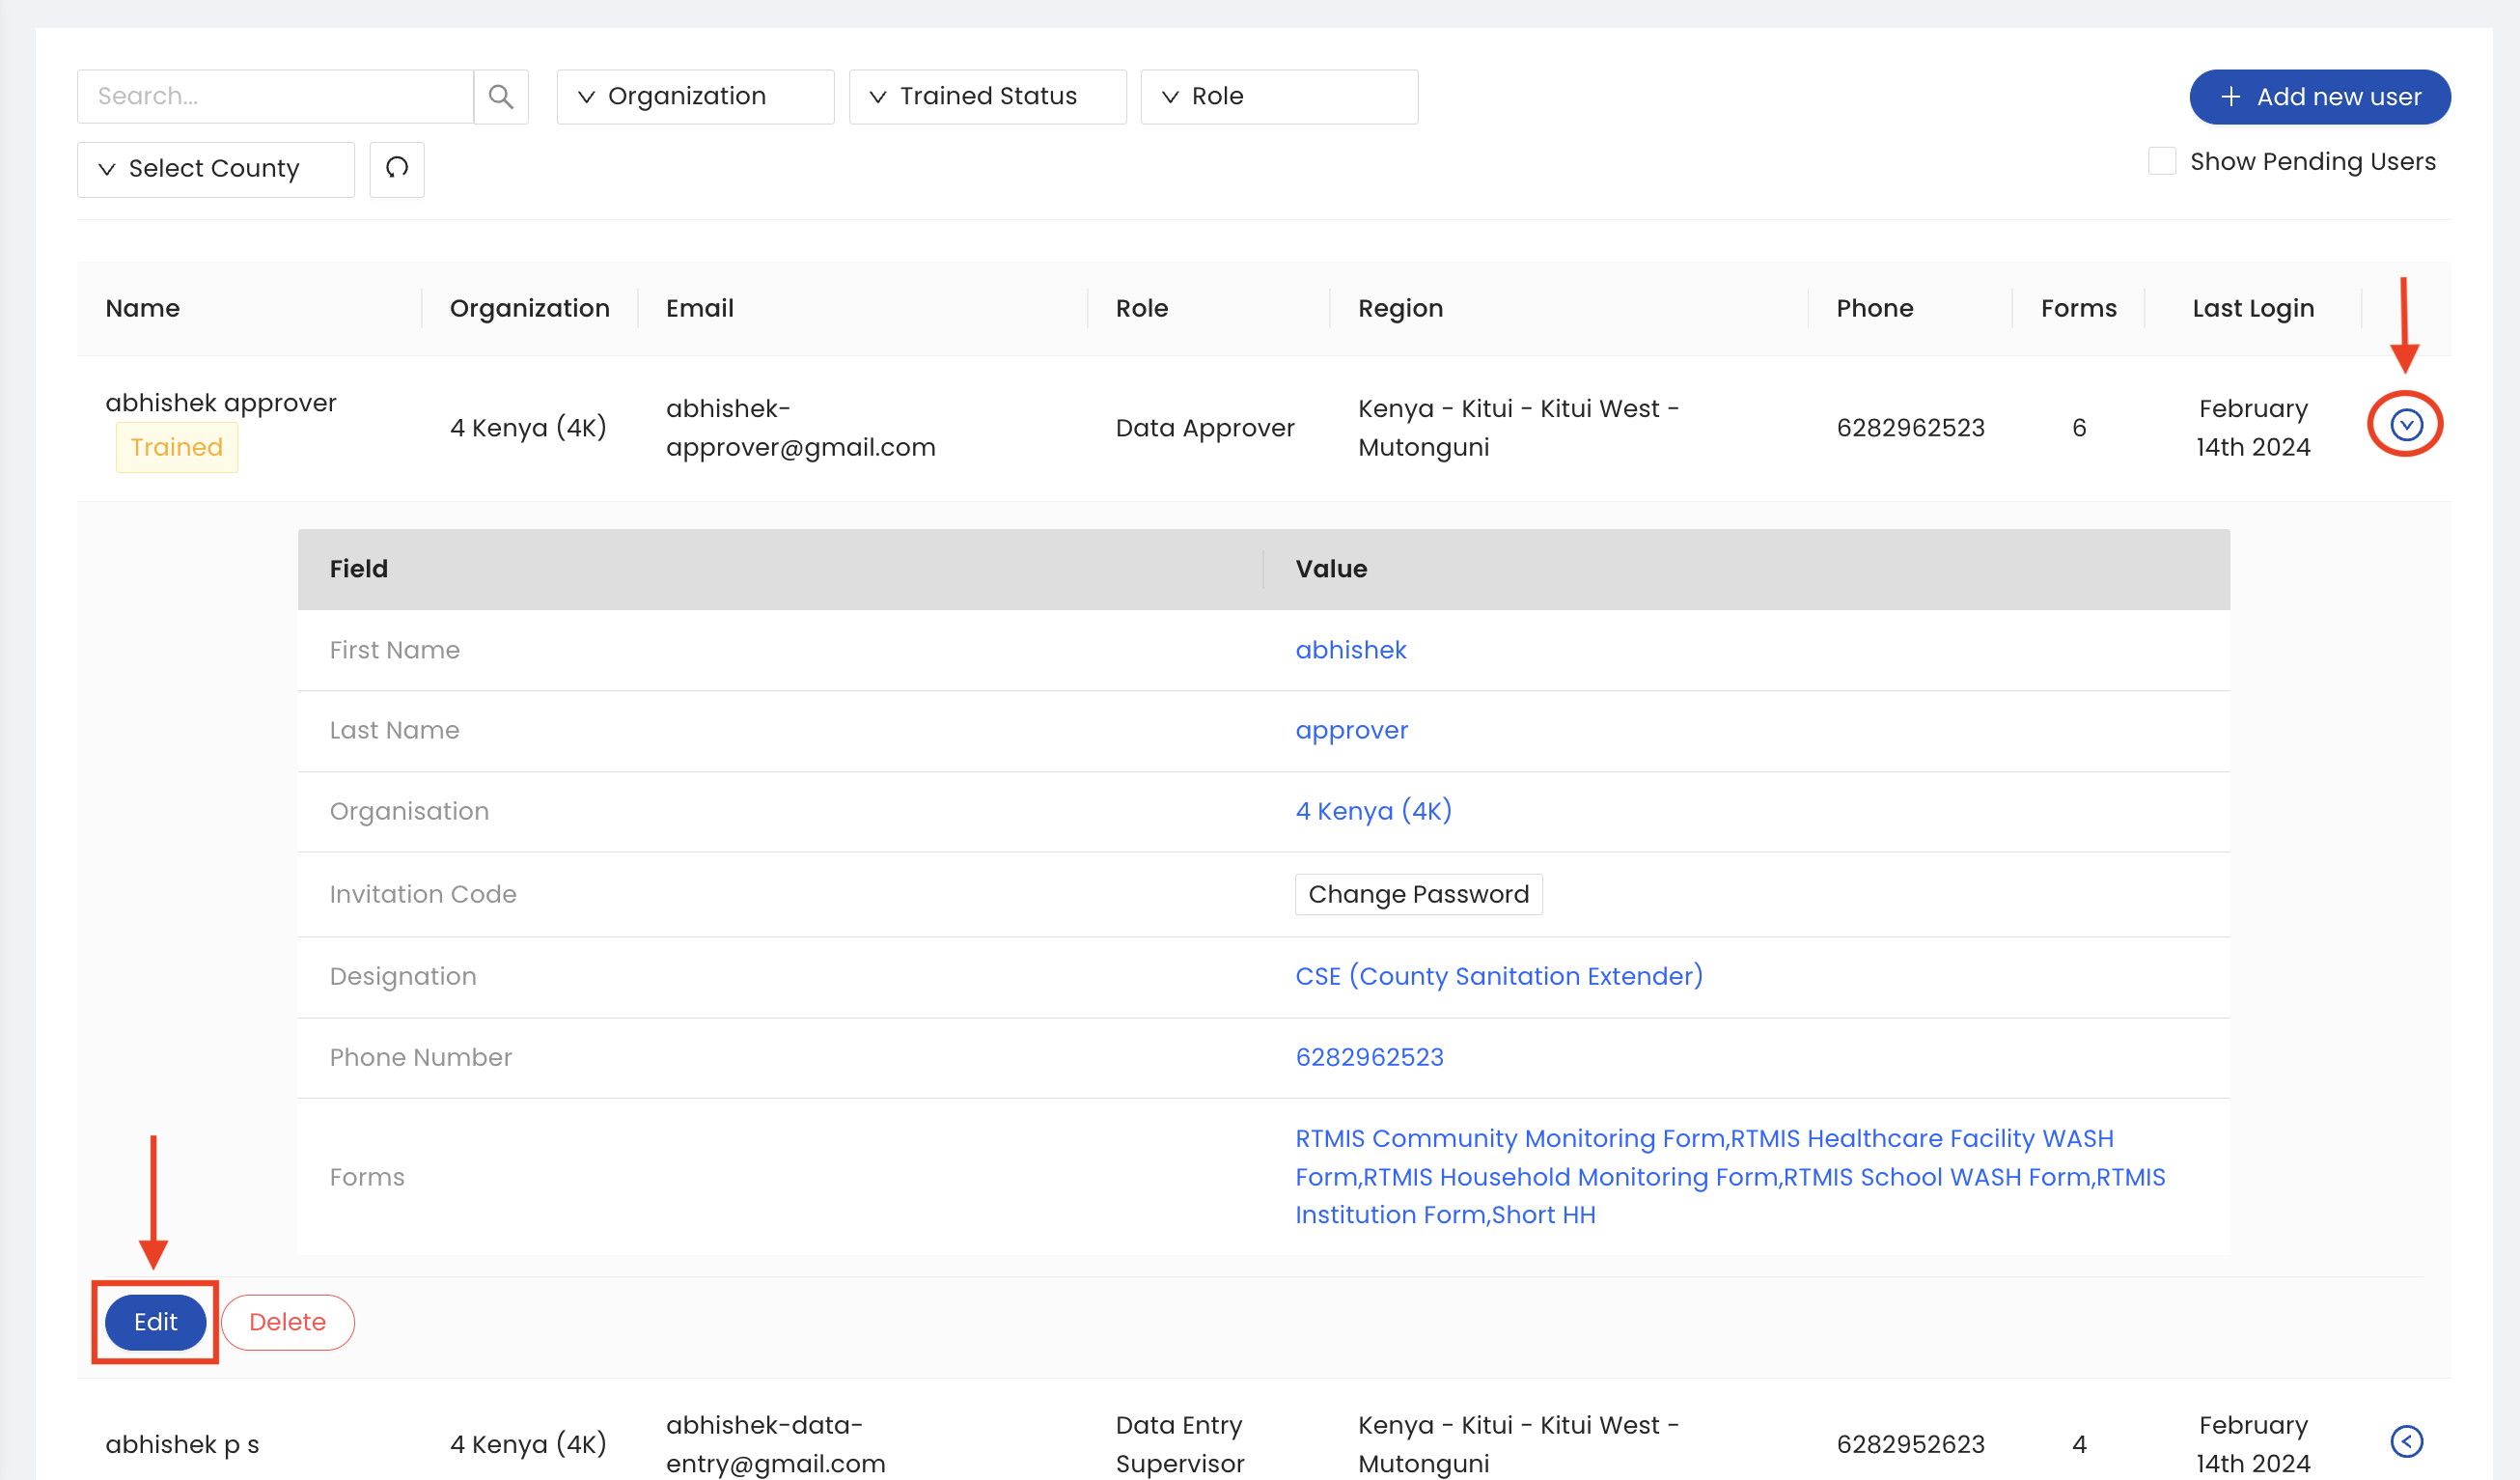 Search...
Organization
Trained Status
Role
Add new user
Select County
Show Pending Users
Name
Organization
Email
Role
Region
Phone
Forms
Last Login
abhishek approver
Trained
4 Kenya (4K)
abhishek-
approver@gmail.com
Data Approver
Kenya - Kitui - Kitui West -
Mutonguni
6282962523
6
February
14th 2024
Field
Value
First Name
abhishek
Last Name
approver
Organisation
4 Kenya (4K)
Invitation Code
Change Password
Designation
CSE (County Sanitation Extender)
Phone Number
6282962523
Forms
RTMIS Community Monitoring Form,RTMIS Healthcare Facility WASH
Form,RTMIS Household Monitoring Form,RTMIS School WASH Form,RTMIS
Institution Form,Short HH
Edit
Delete
abhishek p s
4 Kenya (4K)
abhishek-data-
entry@gmail.com
Data Entry
Supervisor
Kenya - Kitui - Kitui West -
Mutonguni
6282952623
4
February
14th 2024